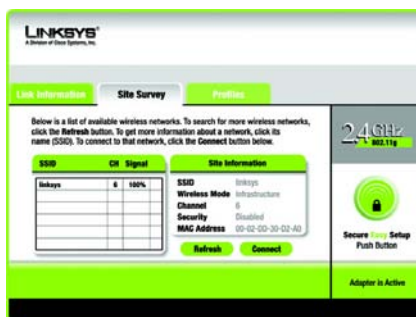 LINKSYS®
A Division of Cisco Systems, Inc.
Link Information
Site Survey
Profiles
Below is a list of available wireless networks. To search for more wireless networks,
click the Refresh button. To get more information about a network, click its
name (SSID). To connect to that network, click the Connect button below.
SSID CH Signal
linksys 6 100%
Site Information
SSID linksys
Wireless Mode Infrastructure
Channel 6
Security Disabled
MAC Address 00-02-DD-30-D2-A0
Refresh
Connect
2.4GHz
802.11g
Secure Easy Setup
Push Button
Adapter is Active